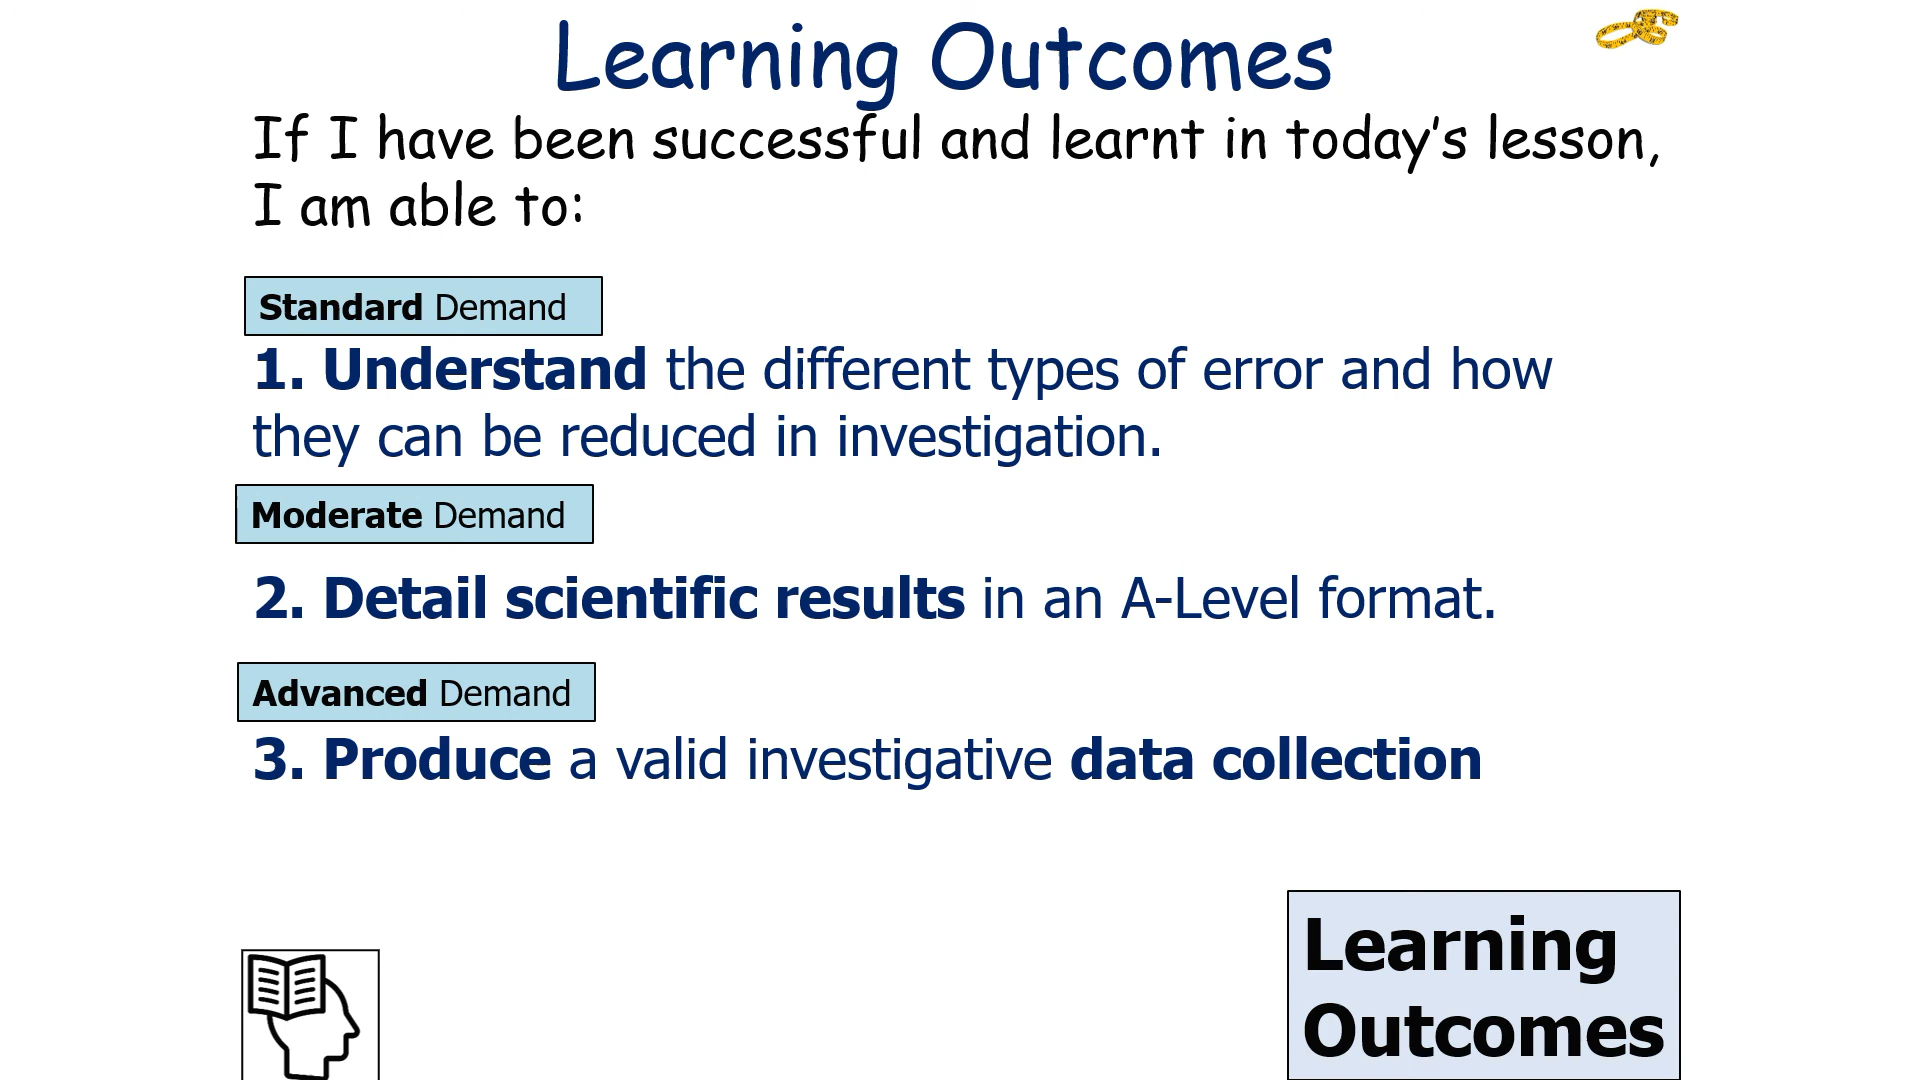 Learning Outcomes
If I have been successful and learnt in today’s lesson,
I am able to:
Standard Demand
1. Understand the different types of error and how
they can be reduced in investigation.
Moderate Demand
2. Detail scientific results in an A-Level format.
Advanced Demand
3. Produce a valid investigative data collection
Learning
Outcomes